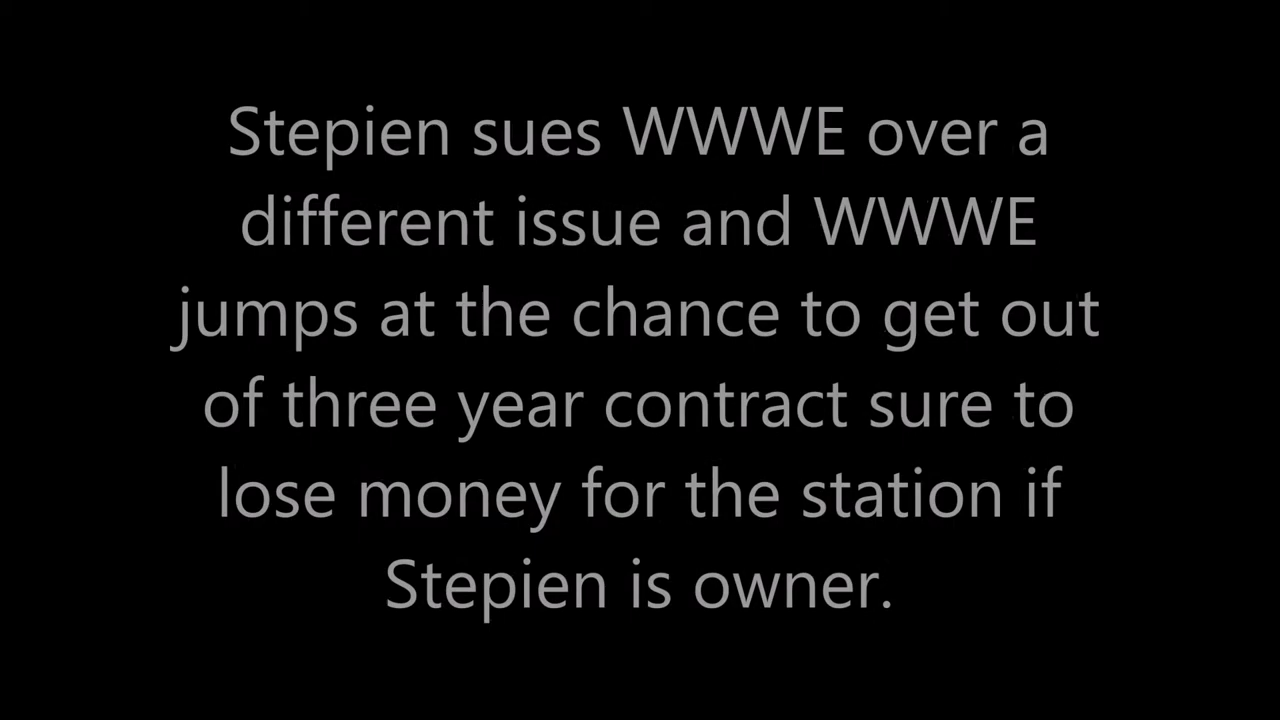 Stepien sues WWWE over a
different issue and WWWE
jumps at the chance to get out
of three year contract sure to
lose money for the station if
Stepien is owner.